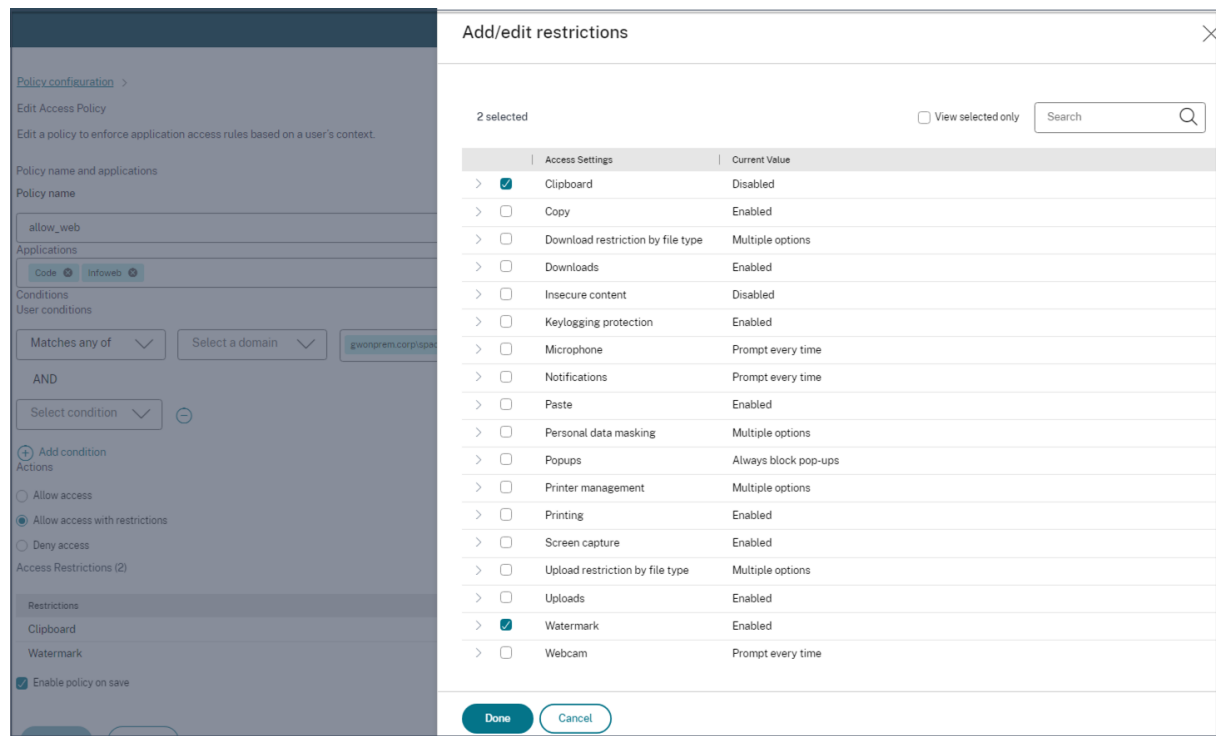 Policy configuration >
Edit Access Policy
Edit a policy to enforce application access rules based on a user's context.
Policy name and applications
Policy name
allow_web
Applications
Code Infoweb
Conditions
User conditions
Matches any of Select a domain
AND
Select condition
Add condition
Actions
Allow access
Allow access with restrictions
Deny access
Access Restrictions (2)
Restrictions
Clipboard
Watermark
Enable policy on save
Add/edit restrictions
2 selected View selected only Search
Access Settings Current Value
Clipboard Disabled
Copy Enabled
Download restriction by file type Multiple options
Downloads Enabled
Insecure content Disabled
Keylogging protection Enabled
Microphone Prompt every time
Notifications Prompt every time
Paste Enabled
Personal data masking Multiple options
Popups Always block pop-ups
Printer management Multiple options
Printing Enabled
Screen capture Enabled
Upload restriction by file type Multiple options
Uploads Enabled
Watermark Enabled
Webcam Prompt every time
Done Cancel